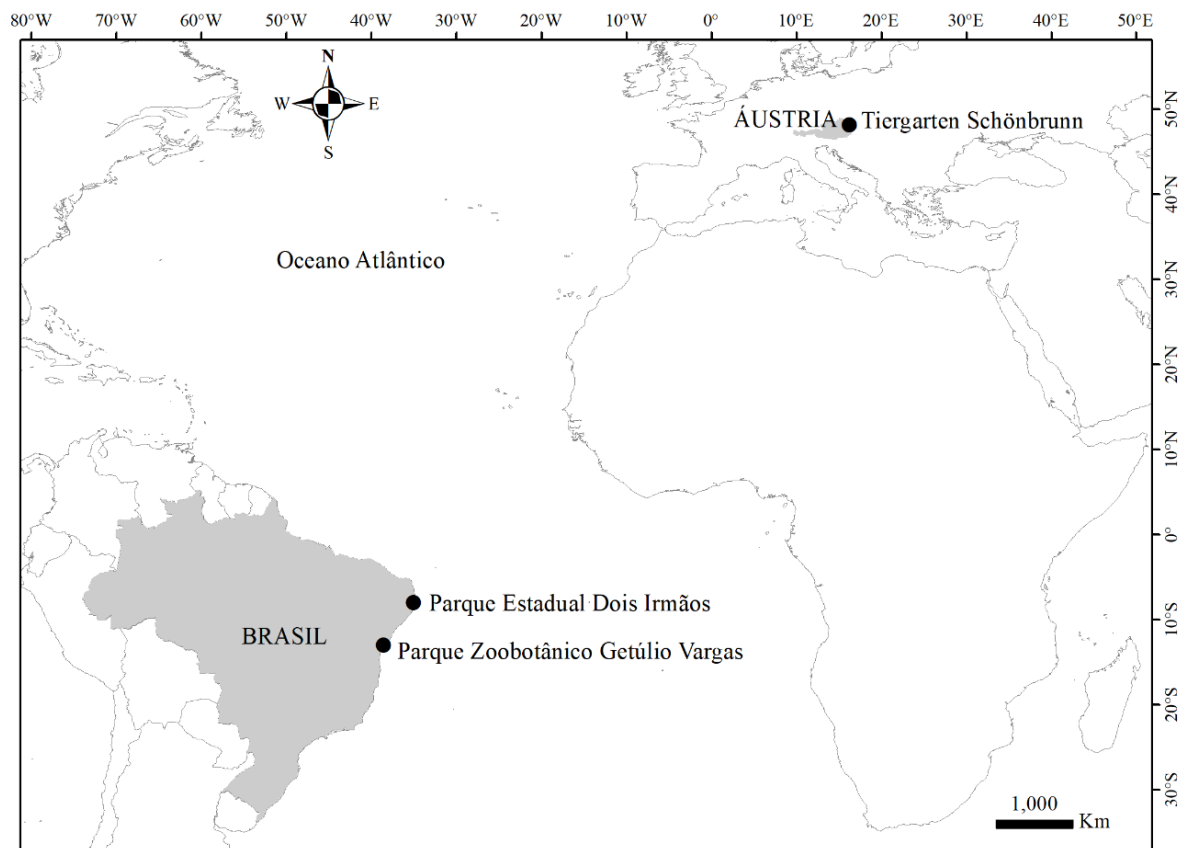 80°W 70°W 60°W 50°W 40°W 30°W 20°W 10°W 0° 10°E 20°E 30°E 40°E 50°E
N
W E
S
50°N
ÁUSTRIA Tiergarten Schönbrunn
40°N
Oceano Atlântico
30°N
20°N
10°N
0°
Parque Estadual Dois Irmãos
10°S
BRASIL
Parque Zoobotânico Getúlio Vargas
20°S
30°S
1,000
Km